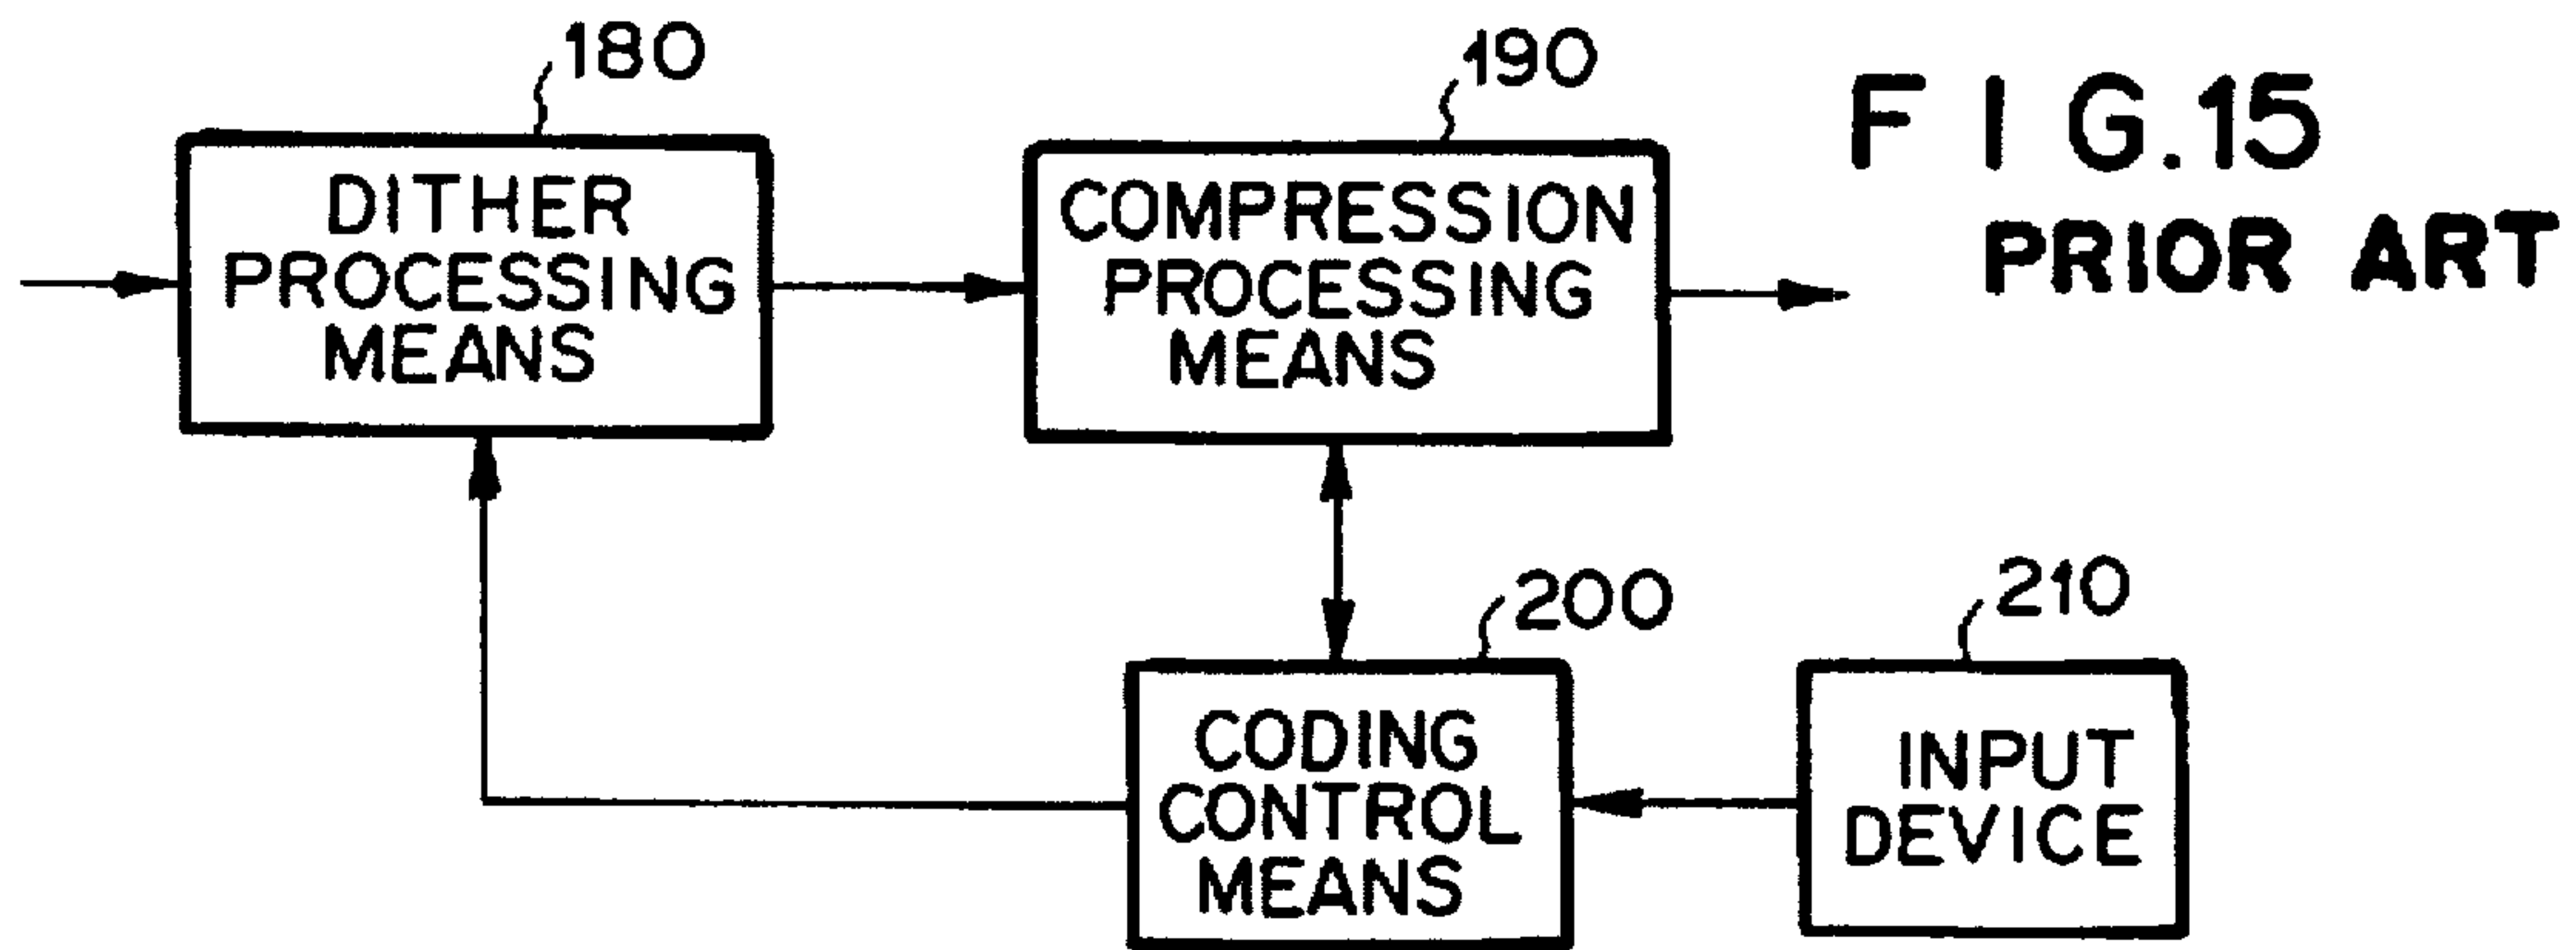 180
DITHER
PROCESSING
MEANS
190
COMPRESSION
PROCESSING
MEANS
F I G.15
PRIOR ART
200
CODING
CONTROL
MEANS
210
INPUT
DEVICE